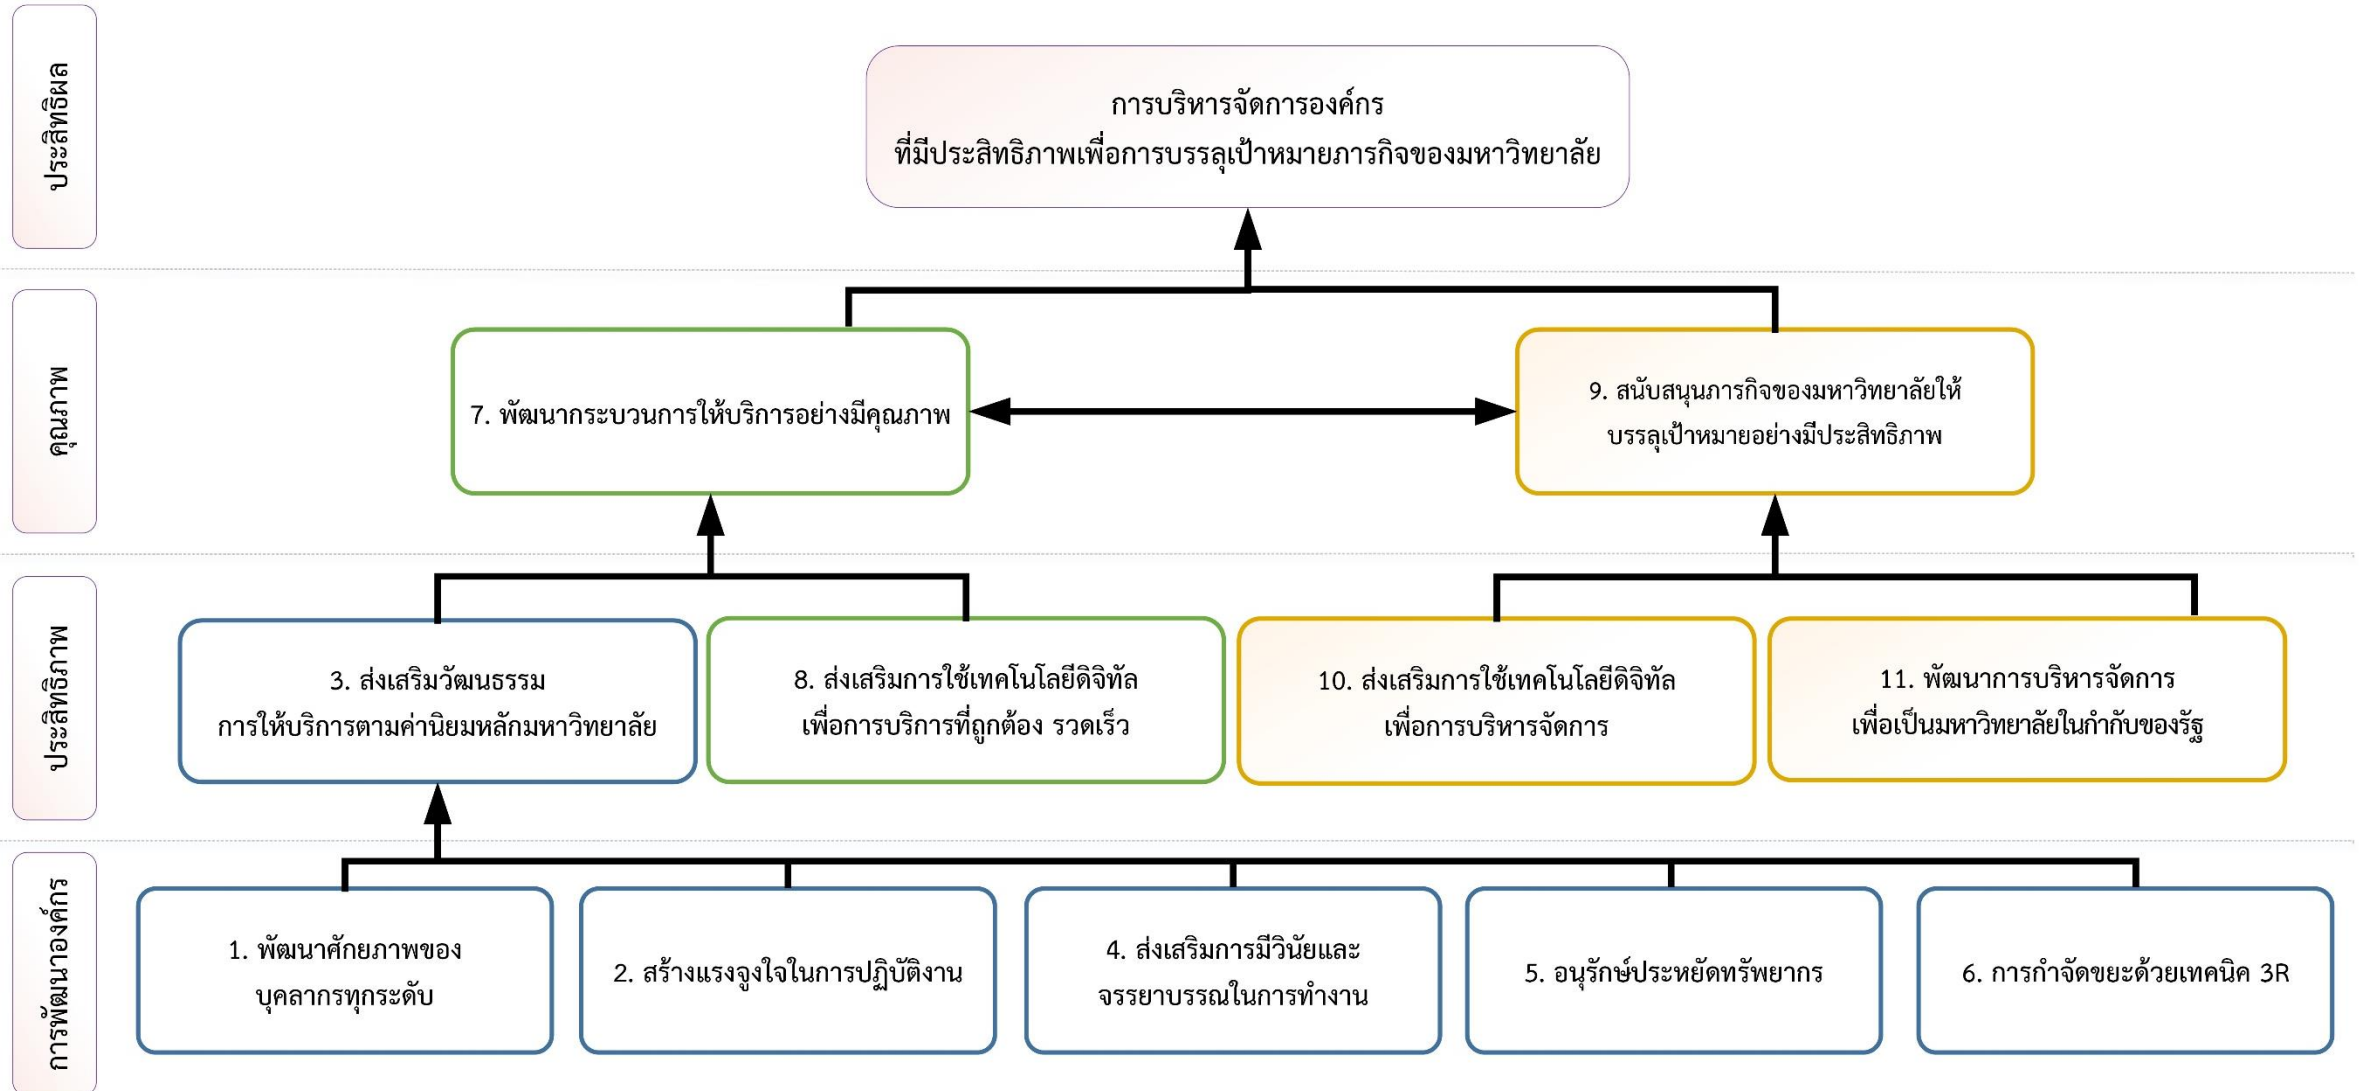 ประสิทธิผล
การบริหารจัดการองค์กร
ที่มีประสิทธิภาพเพื่อการบรรลุเป้าหมายภารกิจของมหาวิทยาลัย
คุณภาพ
7. พัฒนากระบวนการให้บริการอย่างมีคุณภาพ
9. สนับสนุนภารกิจของมหาวิทยาลัยให้
บรรลุเป้าหมายอย่างมีประสิทธิภาพ
ประสิทธิภาพ
3. ส่งเสริมวัฒนธรรม
การให้บริการตามค่านิยมหลักมหาวิทยาลัย
8. ส่งเสริมการใช้เทคโนโลยีดิจิทัล
เพื่อการบริการที่ถูกต้อง รวดเร็ว
10. ส่งเสริมการใช้เทคโนโลยีดิจิทัล
เพื่อการบริหารจัดการ
11. พัฒนาการบริหารจัดการ
เพื่อเป็นมหาวิทยาลัยในกำกับของรัฐ
การพัฒนาองค์กร
1. พัฒนาศักยภาพของ
บุคลากรทุกระดับ
2. สร้างแรงจูงใจในการปฏิบัติงาน
4. ส่งเสริมการมีวินัยและ
จรรยาบรรณในการทำงาน
5. อนุรักษ์ประหยัดทรัพยากร
6. การกำจัดขยะด้วยเทคนิค 3R